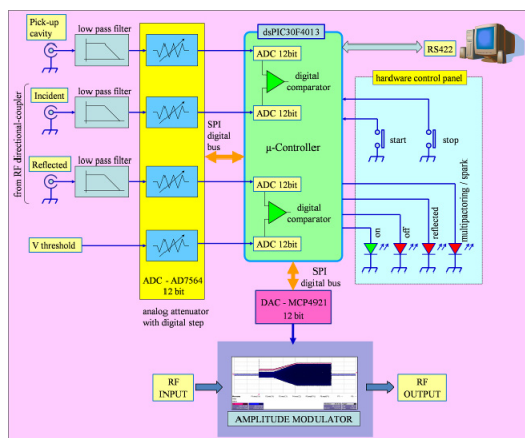 dsPIC30F4013
Pick-up
cavity
low pass filter
ADC 12bit
RS422
digital
comparator
hardware control panel
Incident
low pass filter
ADC 12bit
from RF directional-coupler
SPI
digital
bus
μ-Controller
start
stop
Reflected
low pass filter
ADC 12bit
digital
comparator
multipactoring / spark
reflected
off
on
V threshold
ADC 12bit
ADC - AD7564
12 bit
SPI
digital bus
analog attenuator
with digital step
DAC - MCP4921
12 bit
RF
INPUT
RF
OUTPUT
AMPLITUDE MODULATOR